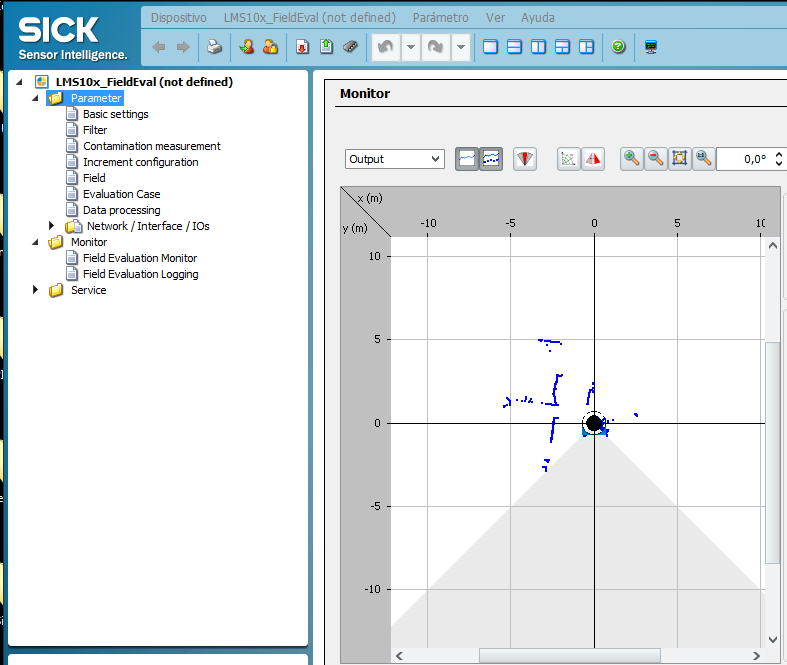 SICK
Sensor Intelligence.
Dispositivo LMS10x_FieldEval (not defined) Parámetro Ver Ayuda
LMS10x_FieldEval (not defined)
Parameter
Basic settings
Filter
Contamination measurement
Increment configuration
Field
Evaluation Case
Data processing
Network / Interface / IOs
Monitor
Field Evaluation Monitor
Field Evaluation Logging
Service
Monitor
Output
0,0°
x (m)
y (m)
-10 -5 0 5 10
10
5
0
-5
-10